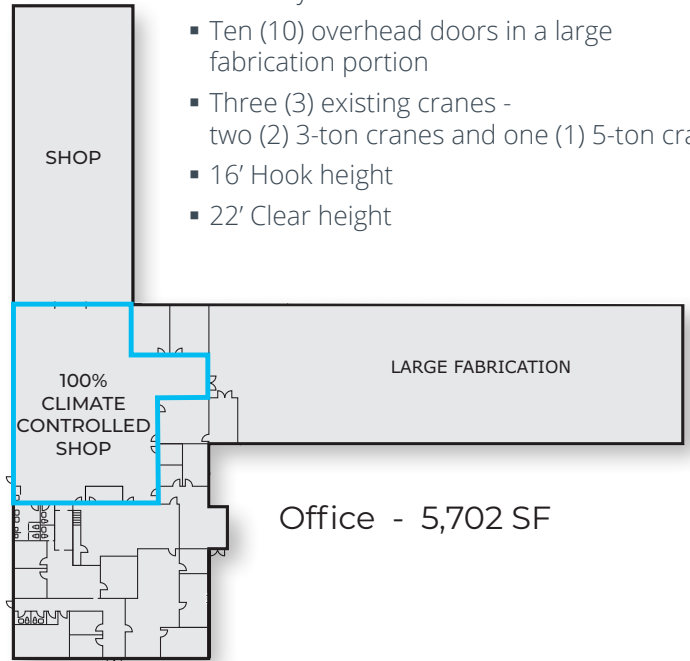 ▪ Ten (10) overhead doors in a large
fabrication portion
▪ Three (3) existing cranes -
two (2) 3-ton cranes and one (1) 5-ton
▪ 16' Hook height
▪ 22' Clear height
SHOP
LARGE FABRICATION
100%
CLIMATE
CONTROLLED
SHOP
Office - 5,702 SF